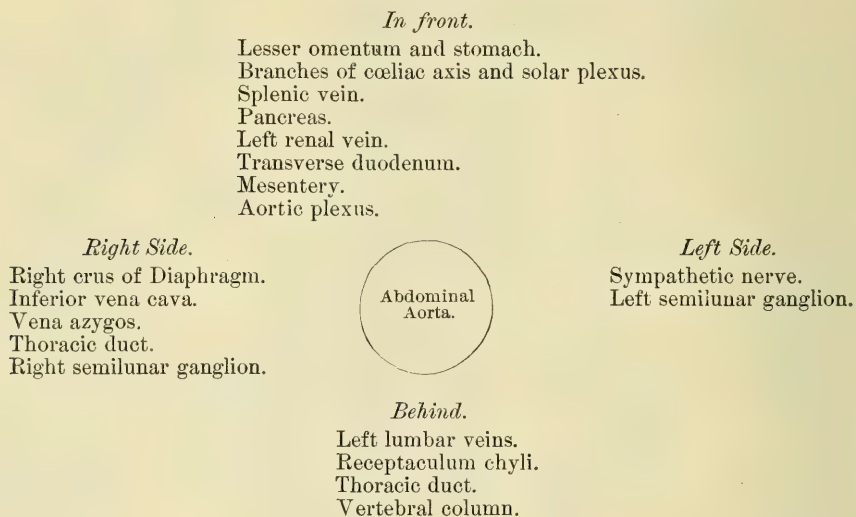 In front.
Lesser omentum and stomach.
Branches of cœliac axis and solar plexus.
Splenic vein.
Pancreas.
Left renal vein.
Transverse duodenum.
Mesentery.
Aortic plexus.
Right Side.
Right crus of Diaphragm.
Inferior vena cava.
Vena azygos.
Thoracic duct.
Right semilunar ganglion.
Abdominal
Aorta.
Left Side.
Sympathetic nerve.
Left semilunar ganglion.
Behind.
Left lumbar veins.
Receptaculum chyli.
Thoracic duct.
Vertebral column.